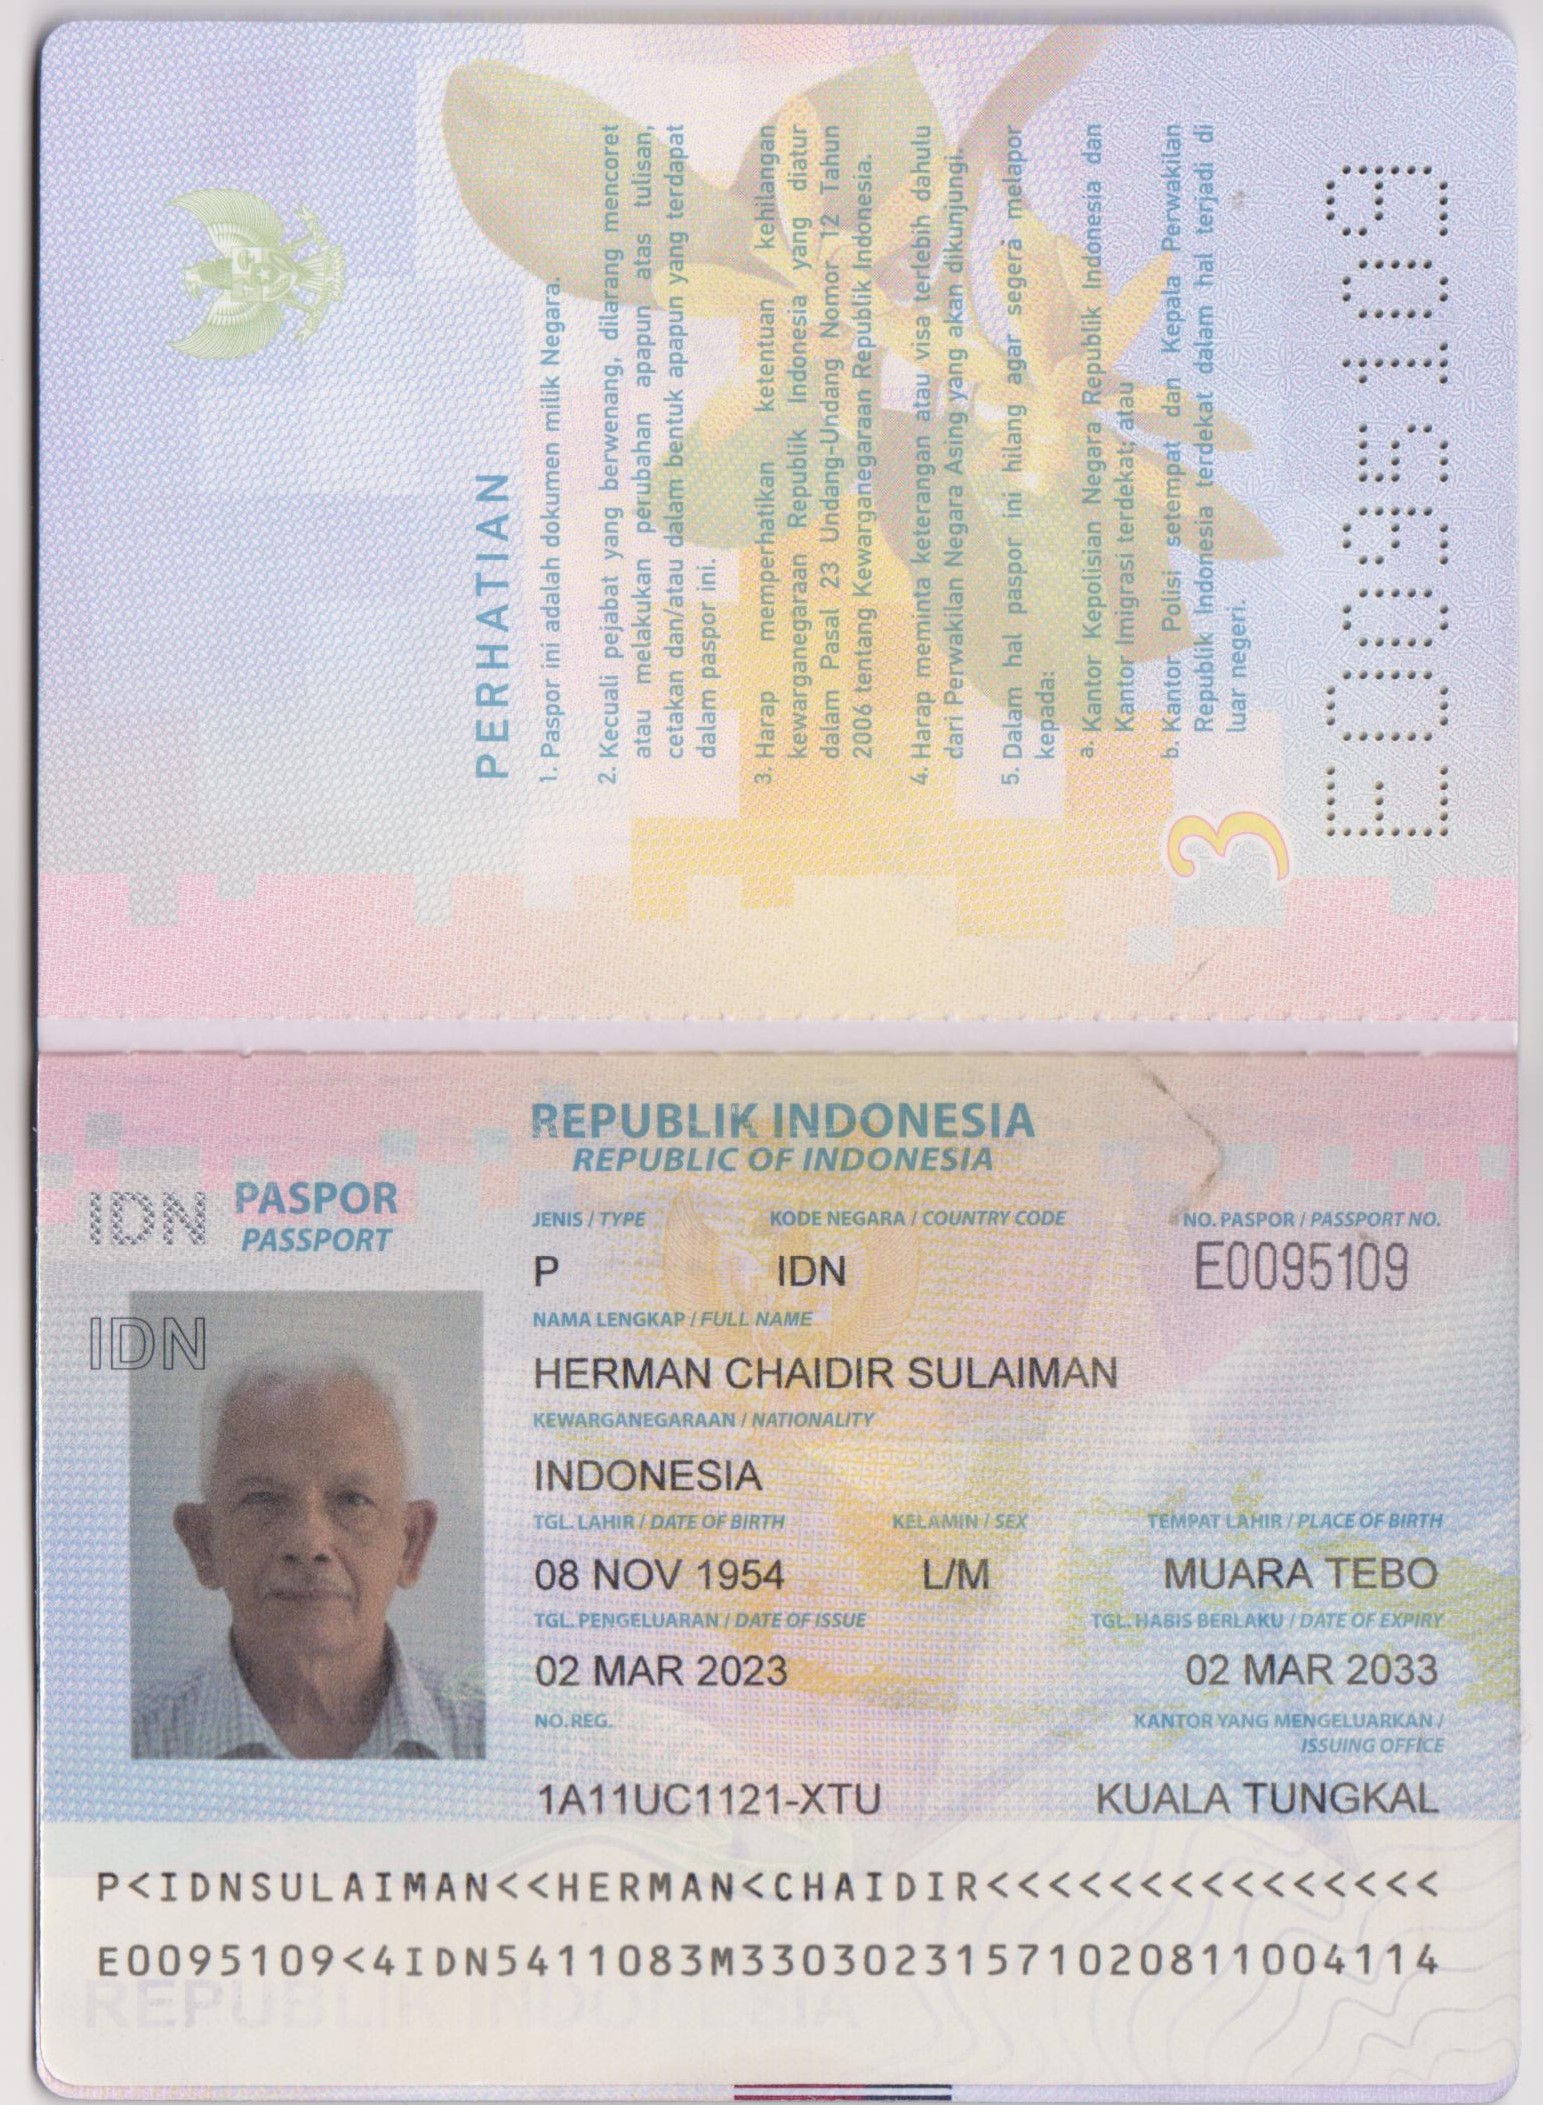 PERHATIAN
1. Paspor ini adalah dokumen milik Negara.
2. Kecuali pejabat yang berwenang, dilarang mencoret
atau melakukan perubahan apapun atas tulisan,
cetakan dan/atau dalam bentuk apapun yang terdapat
dalam paspor ini.
3. Harap memperhatikan ketentuan kehilangan
kewarganegaraan Republik Indonesia yang diatur
dalam Pasal 23 Undang-Undang Nomor 12 Tahun
2006 tentang Kewarganegaraan Republik Indonesia.
4. Harap meminta keterangan atau visa terlebih dahulu
dari Perwakilan Negara Asing yang akan dikunjungi.
5. Dalam hal paspor ini hilang agar segera melapor
kepada:
a. Kantor Kepolisian Negara Republik Indonesia dan
Kantor Imigrasi terdekat; atau
b. Kantor Polisi setempat dan Kepala Perwakilan
Republik Indonesia terdekat dalam hal terjadi di
luar negeri.
3
E0095109
REPUBLIK INDONESIA
REPUBLIC OF INDONESIA
IDN PASPOR
PASSPORT
JENIS / TYPE KODE NEGARA / COUNTRY CODE NO. PASPOR / PASSPORT NO.
P IDN E0095109
IDN
NAMA LENGKAP / FULL NAME
HERMAN CHAIDIR SULAIMAN
KEWARGANEGARAAN / NATIONALITY
INDONESIA
TGL. LAHIR / DATE OF BIRTH KELAMIN / SEX TEMPAT LAHIR / PLACE OF BIRTH
08 NOV 1954 L/M MUARA TEBO
TGL. PENGELUARAN / DATE OF ISSUE TGL. HABIS BERLAKU / DATE OF EXPIRY
02 MAR 2023 02 MAR 2033
NO. REG. KANTOR YANG MENGELUARKAN /
ISSUING OFFICE
1A11UC1121-XTU KUALA TUNGKAL
P<IDNSULAIMAN<<HERMAN<CHAIDIR<<<<<<<<<<<<<<<
E0095109<4IDN5411083M33030231571020811004114
REPUBLIK INDONESIA